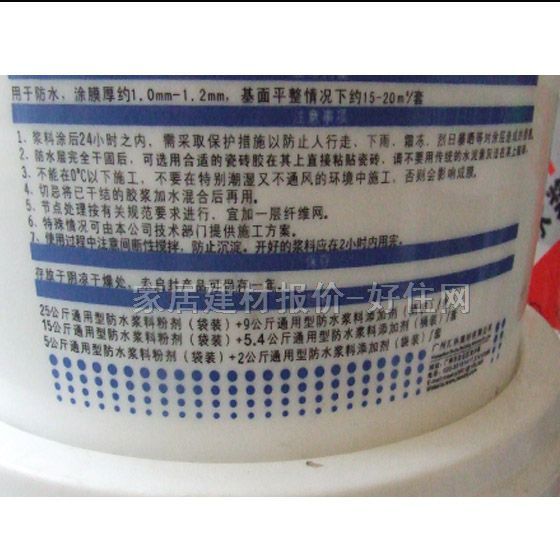 用于防水，涂膜厚约1.0mm-1.2mm，基面平整情况下约15-20㎡/套
注意事项
1、浆料涂后24小时之内，需采取保护措施以防止人行走、下雨、霜冻、烈日暴晒等对涂层造成的
2、防水层完全干固后，可选用合适的瓷砖胶在其上直接粘贴瓷砖，请不要用传统的水泥
3、不能在0℃以下施工，不要在特别潮湿又不通风的环境中施工，否则会影响成膜。
4、切忌将已干结的胶浆加水混合后再用。
5、节点处理按有关规范要求进行，宜加一层纤维网。
6、特殊情况可由本公司技术部门提供施工方案。
7、使用过程中注意间断性搅拌，防止沉淀。开好的浆料应在2小时内用完。
存放于阴凉干燥处，未启封产品可保存一年。
家居建材报价-好住网
25公斤通用型防水浆料粉剂（袋装）+9公斤通用型防水浆料添加剂（桶装）/套
15公斤通用型防水浆料粉剂（袋装）+5.4公斤通用型防水浆料添加剂（桶装）/套
5公斤通用型防水浆料粉剂（袋装）+2公斤通用型防水浆料添加剂（袋装）/套